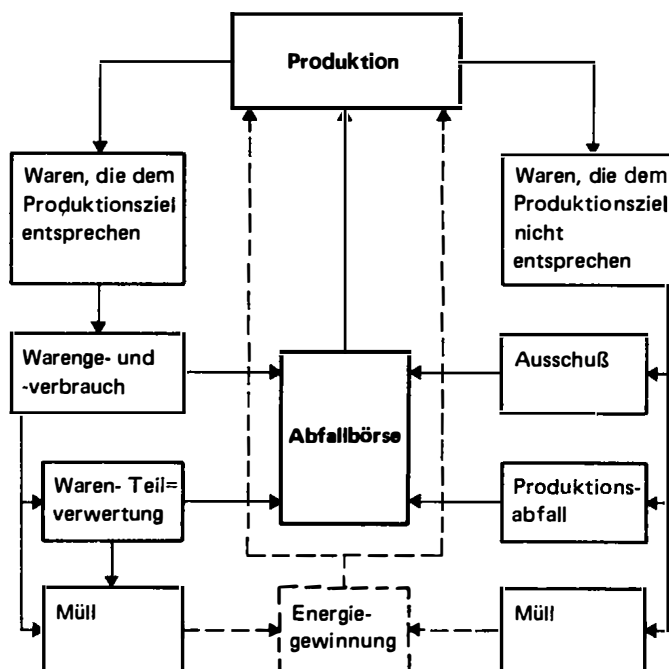 Produktion
Waren, die dem
Produktionsziel
entsprechen
Waren, die dem
Produktionsziel
nicht
entsprechen
Warenge- und
-verbrauch
Ausschuß
Abfallbörse
Waren- Teil=
verwertung
Produktions-
abfall
Müll
Energie-
gewinnung
Müll